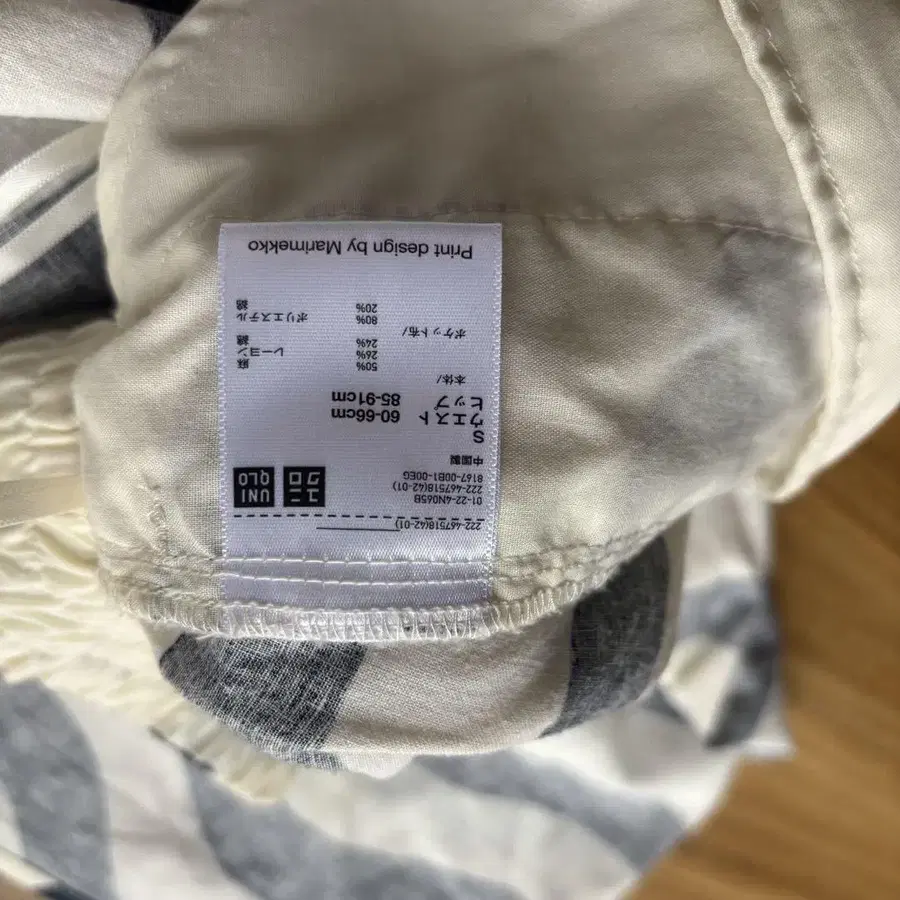 222-467518(42-01)
ユニクロ
UNI
QLO
01-22-4N065B
222-467518(42-01)
8167-00B1-00EG
中国製
S
ウエスト 60-66cm
ヒップ 85-91cm
本体/
麻 50%
レーヨン 26%
綿 24%
ポケット布/
ポリエステル 80%
綿 20%
Print design by Marimekko